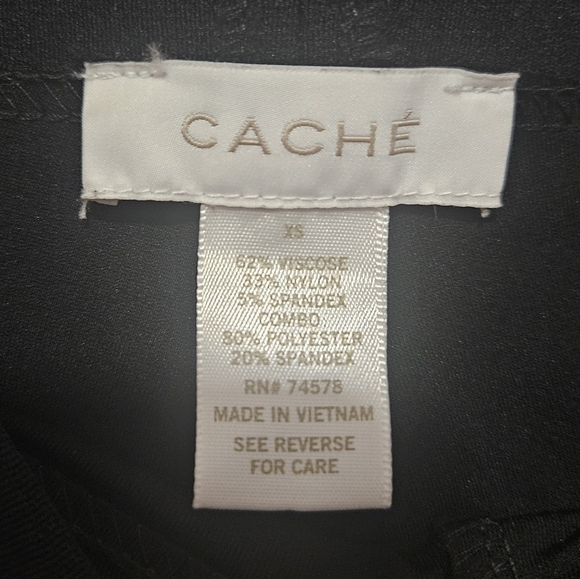 CACHÉ
XS
62% VISCOSE
33% NYLON
5% SPANDEX
COMBO
80% POLYESTER
20% SPANDEX
RN# 74578
MADE IN VIETNAM
SEE REVERSE
FOR CARE